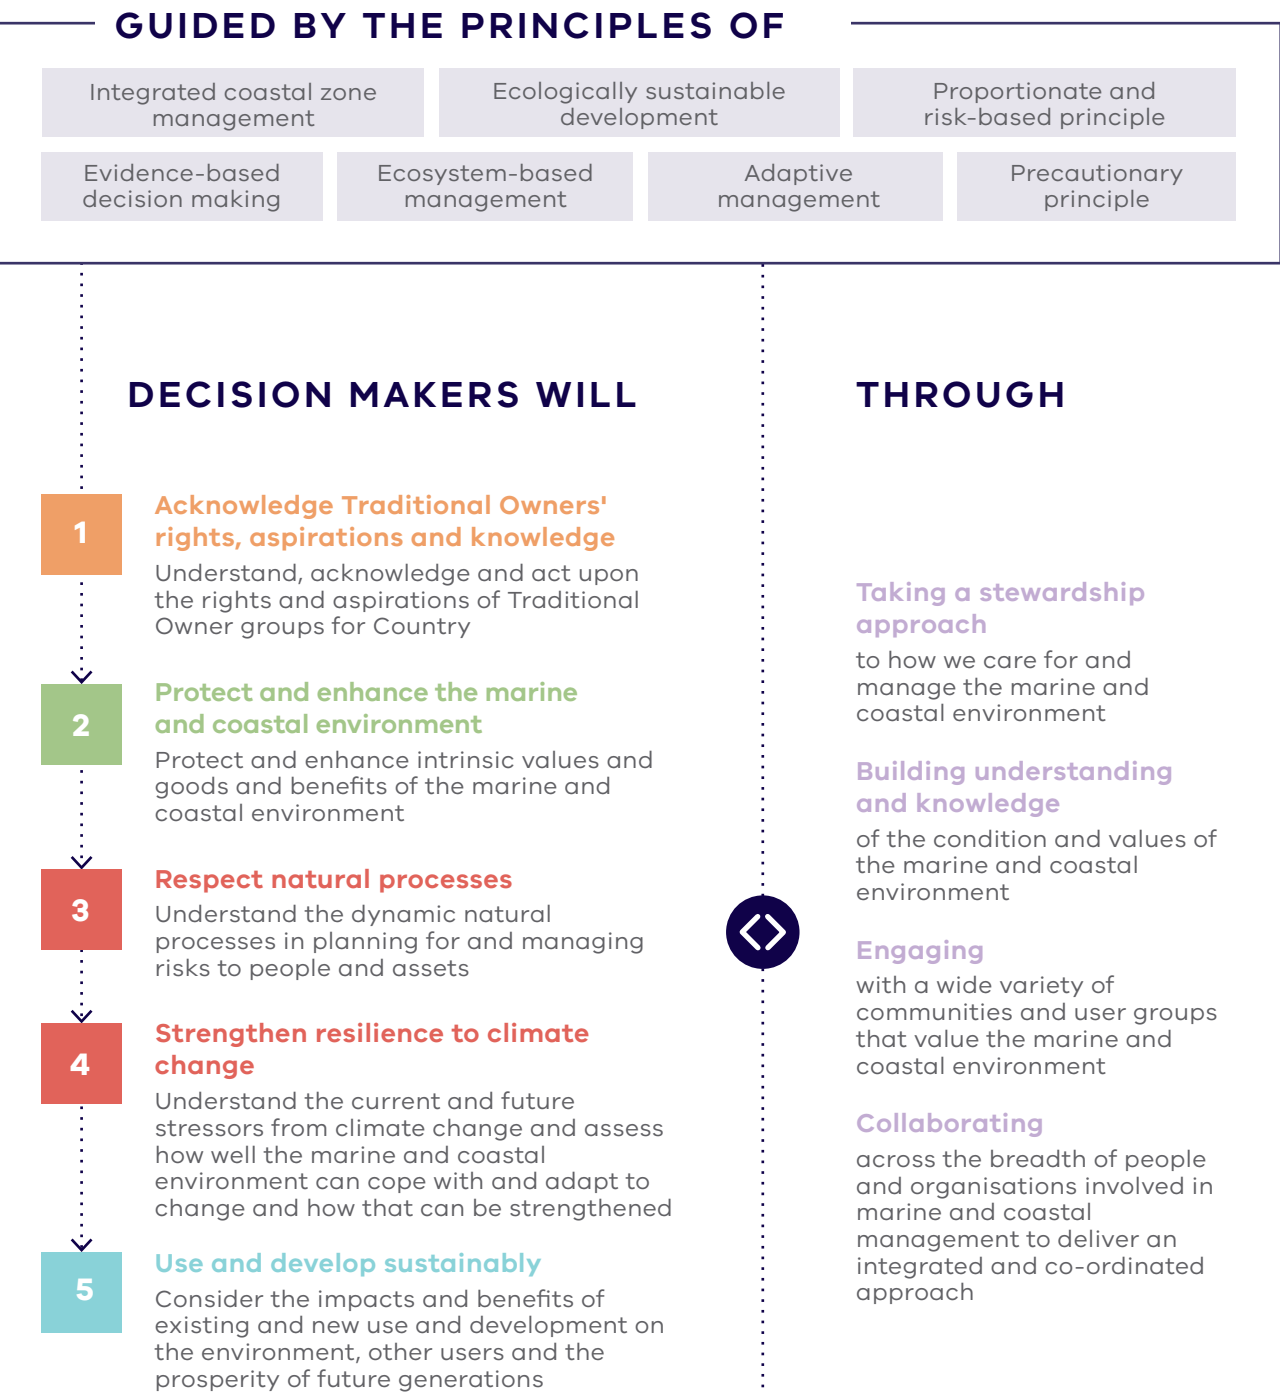 GUIDED BY THE PRINCIPLES OF
Integrated coastal zone
management
Ecologically sustainable
development
Proportionate and
risk-based principle
Evidence-based
decision making
Ecosystem-based
management
Adaptive
management
Precautionary
principle
DECISION MAKERS WILL
1
Acknowledge Traditional Owners'
rights, aspirations and knowledge
Understand, acknowledge and act upon
the rights and aspirations of Traditional
Owner groups for Country
2
Protect and enhance the marine
and coastal environment
Protect and enhance intrinsic values and
goods and benefits of the marine and
coastal environment
3
Respect natural processes
Understand the dynamic natural
processes in planning for and managing
risks to people and assets
4
Strengthen resilience to climate
change
Understand the current and future
stressors from climate change and assess
how well the marine and coastal
environment can cope with and adapt to
change and how that can be strengthened
5
Use and develop sustainably
Consider the impacts and benefits of
existing and new use and development on
the environment, other users and the
prosperity of future generations
THROUGH
Taking a stewardship
approach
to how we care for and
manage the marine and
coastal environment
Building understanding
and knowledge
of the condition and values of
the marine and coastal
environment
Engaging
with a wide variety of
communities and user groups
that value the marine and
coastal environment
Collaborating
across the breadth of people
and organisations involved in
marine and coastal
management to deliver an
integrated and co-ordinated
approach